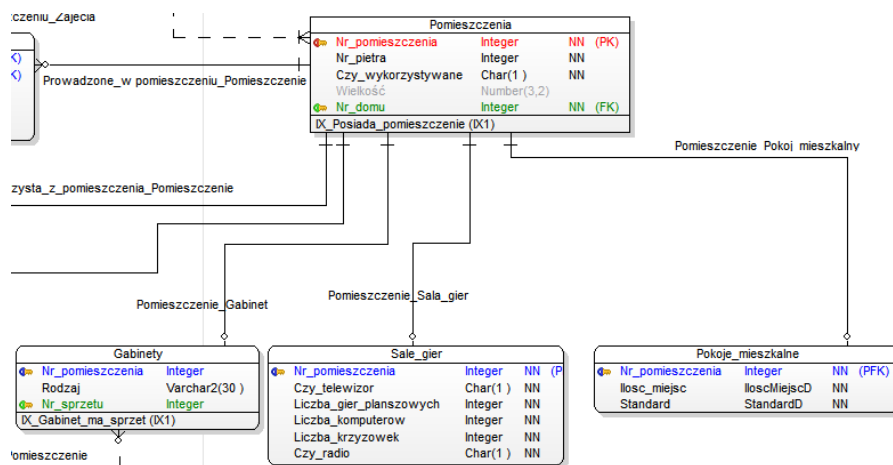 czeniu_Zajecia
K)
K)
Prowadzone_w pomieszczeniu_Pomieszczenie
Pomieszczenia
Nr_pomieszczenia Integer NN (PK)
Nr_pietra Integer NN
Czy_wykorzystywane Char(1 ) NN
Wielkość Number(3,2)
Nr_domu Integer NN (FK)
IX_Posiada_pomieszczenie (IX1)
Pomieszczenie_Pokoj_mieszkalny
zysta_z_pomieszczenia_Pomieszczenie
Pomieszczenie_Gabinet
Pomieszczenie_Sala_gier
Gabinety
Nr_pomieszczenia Integer
Rodzaj Varchar2(30 )
Nr_sprzetu Integer
IX_Gabinet_ma_sprzet (IX1)
Sale_gier
Nr_pomieszczenia Integer NN (P
Czy_telewizor Char(1 ) NN
Liczba_gier_planszowych Integer NN
Liczba_komputerow Integer NN
Liczba_krzyzowek Integer NN
Czy_radio Char(1 ) NN
Pokoje_mieszkalne
Nr_pomieszczenia Integer NN (PFK)
Ilosc_miejsc IloscMiejscD NN
Standard StandardD NN
Pomieszczenie